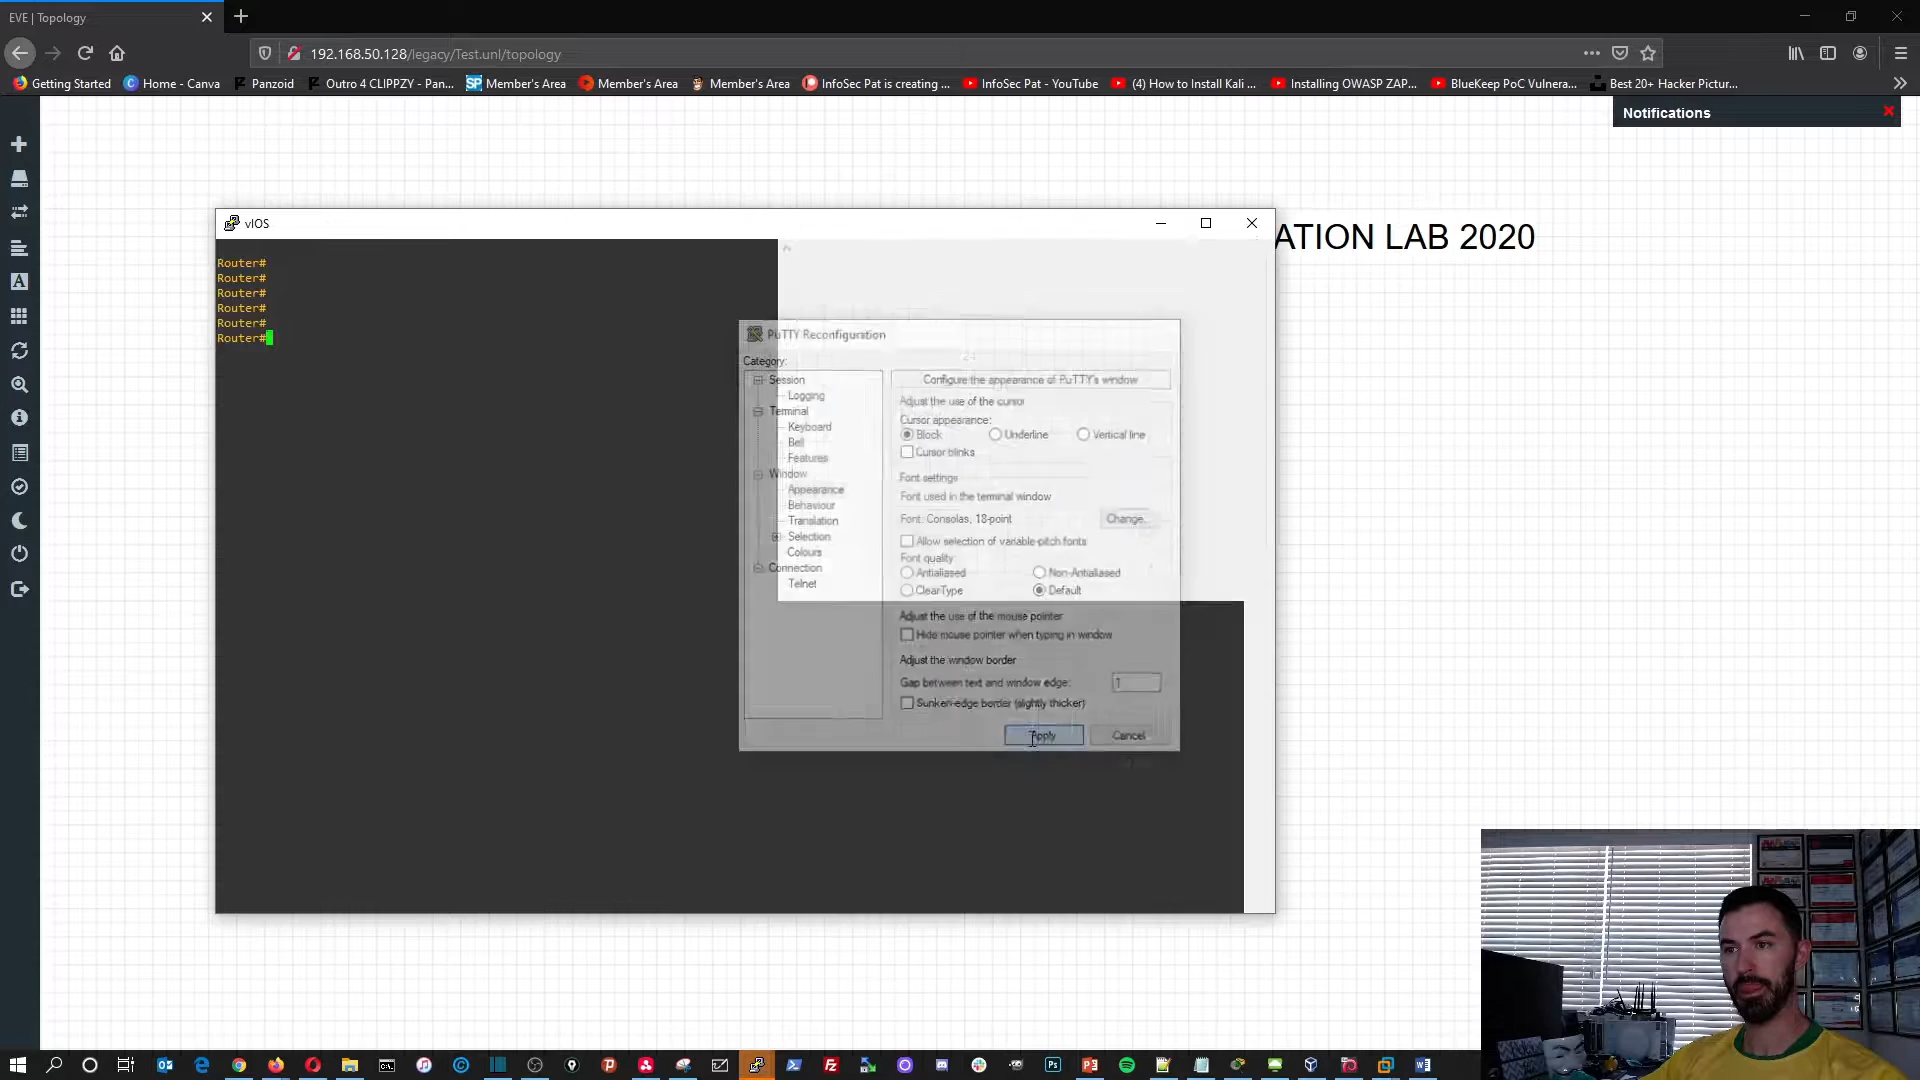 EVE | Topology
192.168.50.128/legacy/Test.unl/topology
Getting Started
Home - Canva
Panzoid
Outro 4 CLIPPZY - Pan...
Member's Area
Member's Area
Member's Area
InfoSec Pat is creating ...
InfoSec Pat - YouTube
(4) How to Install Kali ...
Installing OWASP ZAP...
BlueKeep PoC Vulnera...
Best 20+ Hacker Pictur...
Notifications
vIOS
ATION LAB 2020
Router#
Router#
Router#
Router#
Router#
Router#
PuTTY Reconfiguration
Category:
Session
Logging
Terminal
Keyboard
Bell
Features
Window
Appearance
Behaviour
Translation
Selection
Colours
Connection
Telnet
Configure the appearance of PuTTY's window
Adjust the use of the cursor
Cursor appearance:
Block
Underline
Vertical line
Cursor blinks
Font settings
Font used in the terminal window
Font: Consolas, 18-point
Change...
Allow selection of variable-pitch fonts
Font quality:
Antialiased
Non-Antialiased
ClearType
Default
Adjust the use of the mouse pointer
Hide mouse pointer when typing in window
Adjust the window border
Gap between text and window edge:
1
Sunken-edge border (slightly thicker)
Apply
Cancel